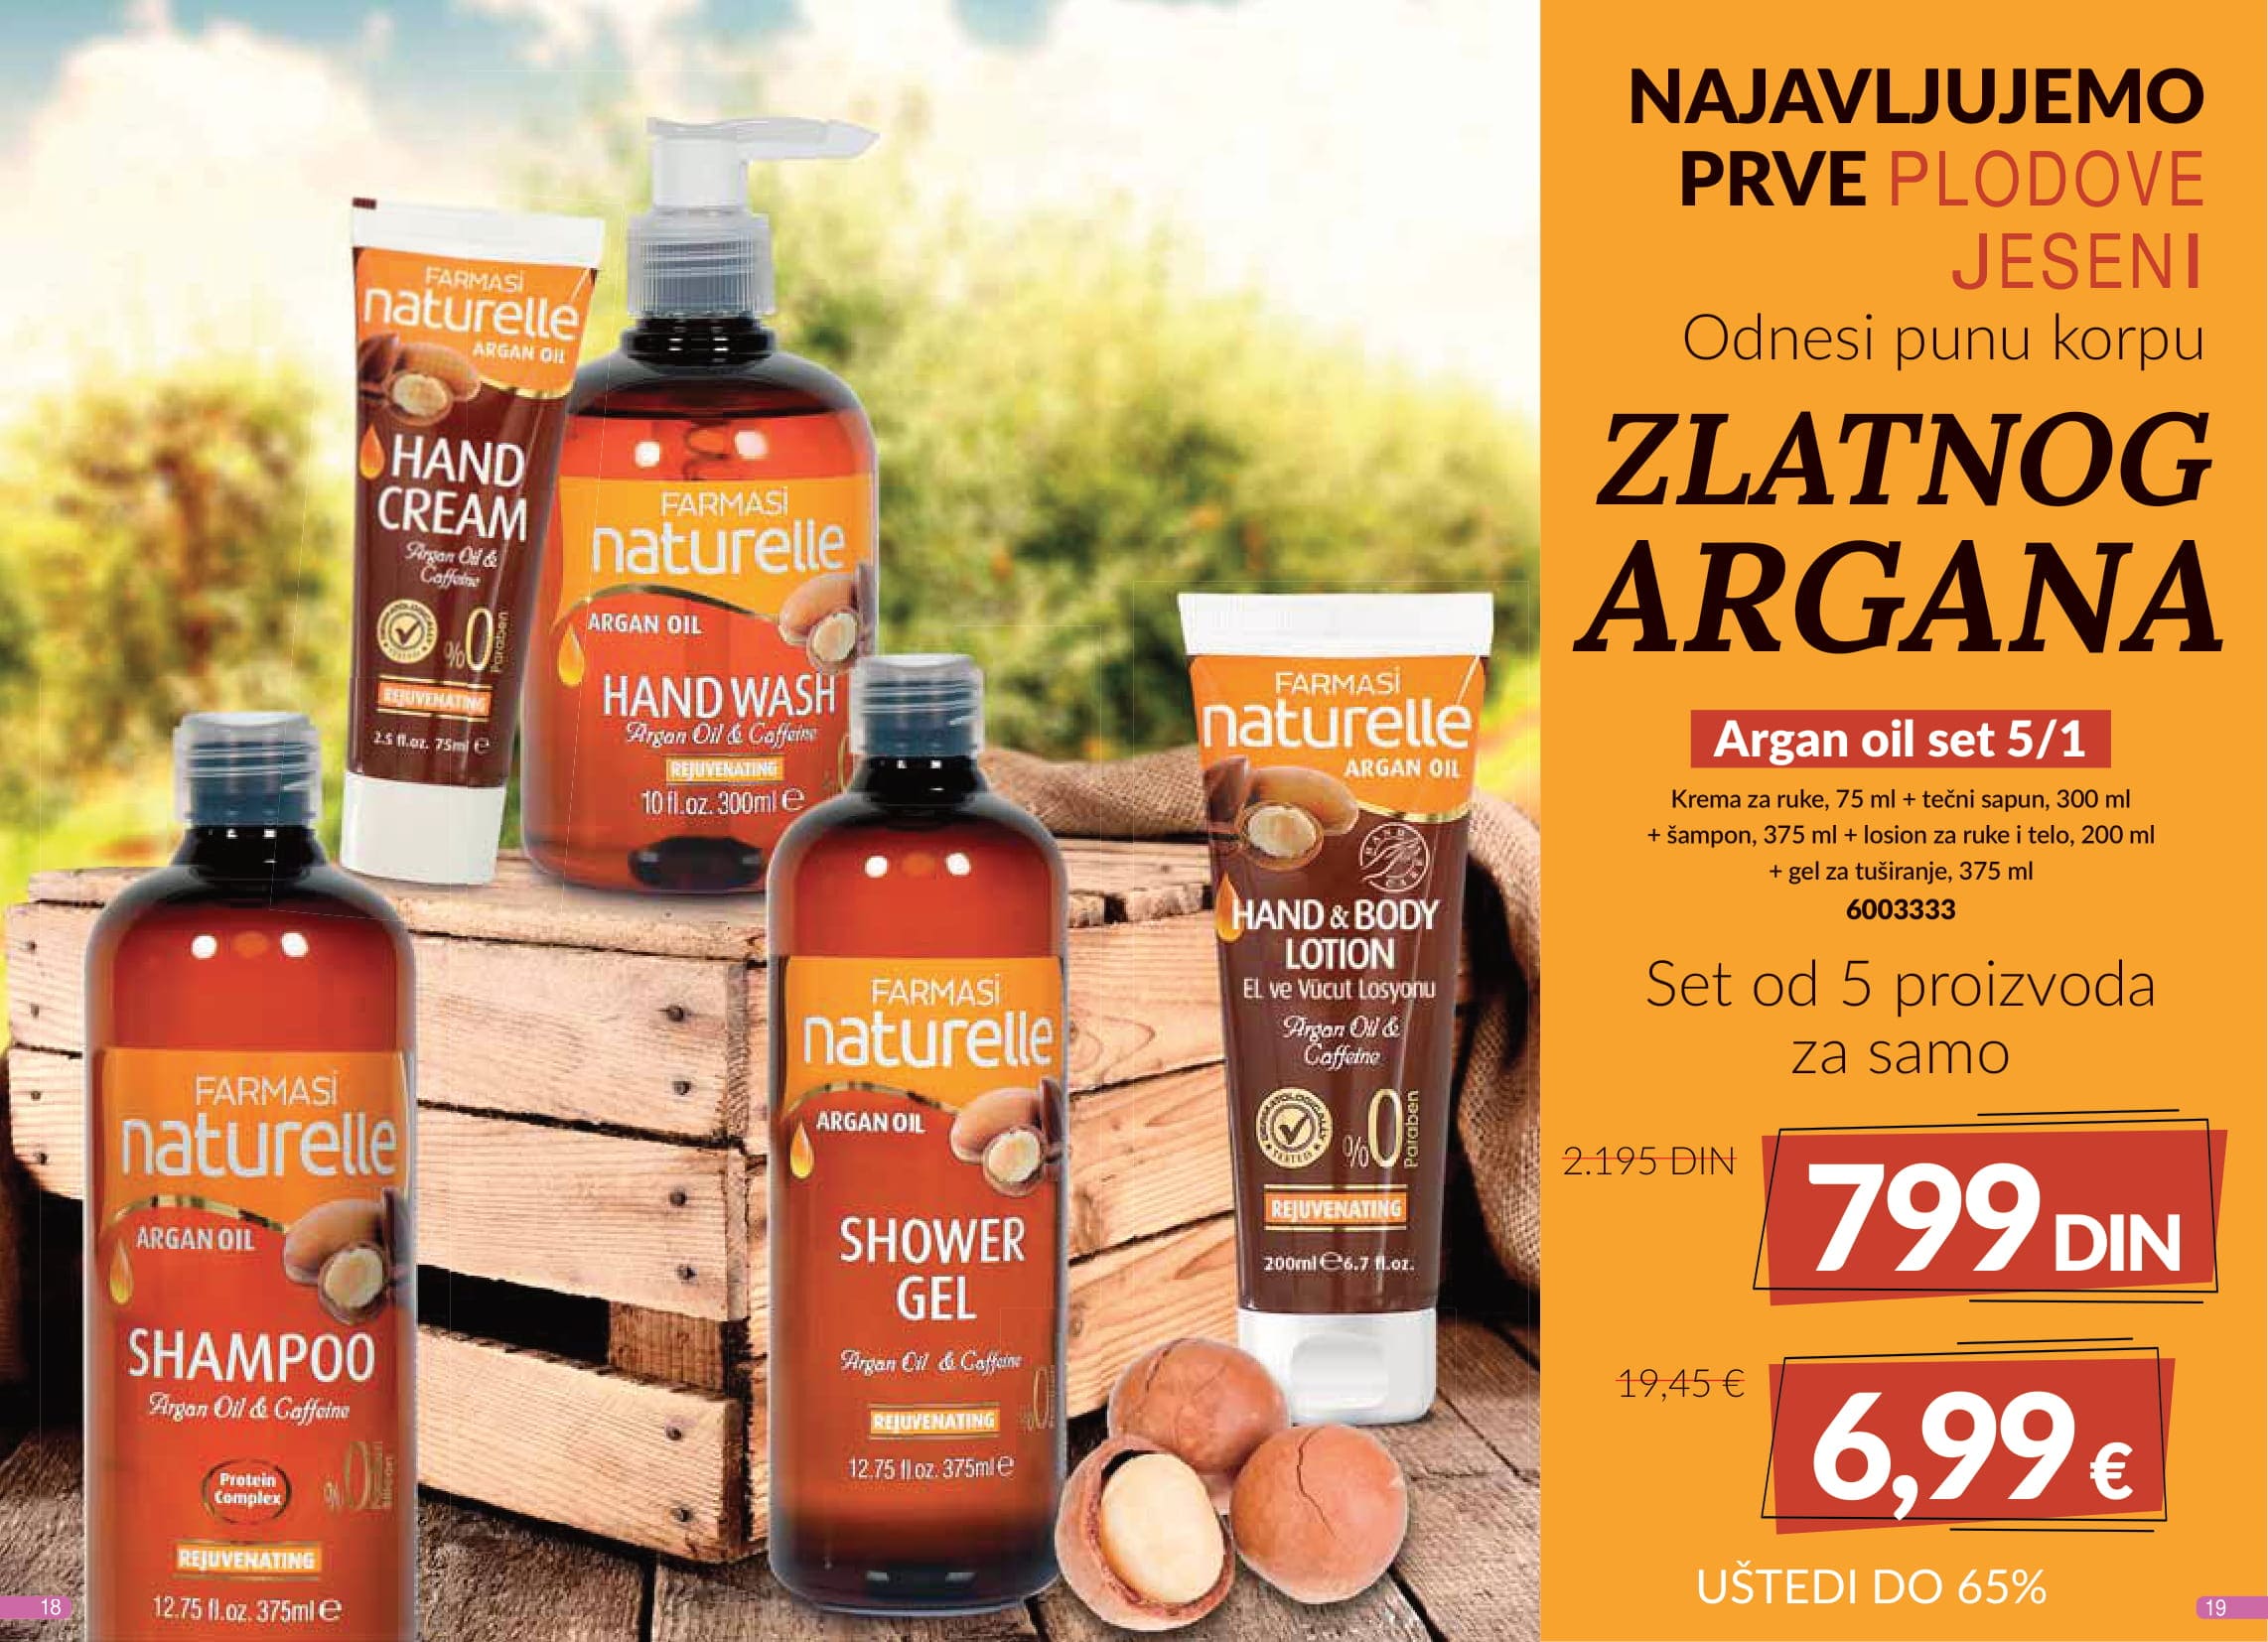 FARMASİ
naturelle
ARGAN OIL
HAND
CREAM
Argan Oil &
Caffeine
%0
Paraben
REJUVENATING
2.5 fl.oz. 75ml ℮
FARMASİ
naturelle
ARGAN OIL
HAND WASH
Argan Oil & Caffeine
REJUVENATING
10 fl.oz. 300ml ℮
FARMASİ
naturelle
ARGAN OIL
SHAMPOO
Argan Oil & Caffeine
Protein
Complex
%0
REJUVENATING
12.75 fl.oz. 375ml ℮
FARMASİ
naturelle
ARGAN OIL
SHOWER
GEL
Argan Oil & Caffeine
REJUVENATING
%0
12.75 fl.oz. 375ml ℮
FARMASİ
naturelle
ARGAN OIL
HAND & BODY
LOTION
EL ve Vücut Losyonu
Argan Oil &
Caffeine
DERMATOLOGICALLY
TESTED
%0
Paraben
REJUVENATING
200ml ℮ 6.7 fl.oz.
18
NAJAVLJUJEMO
PRVE PLODOVE
JESENI
Odnesi punu korpu
ZLATNOG
ARGANA
Argan oil set 5/1
Krema za ruke, 75 ml + tečni sapun, 300 ml
+ šampon, 375 ml + losion za ruke i telo, 200 ml
+ gel za tuširanje, 375 ml
6003333
Set od 5 proizvoda
za samo
2.195 DIN
799 DIN
19,45 €
6,99 €
UŠTEDI DO 65%
19